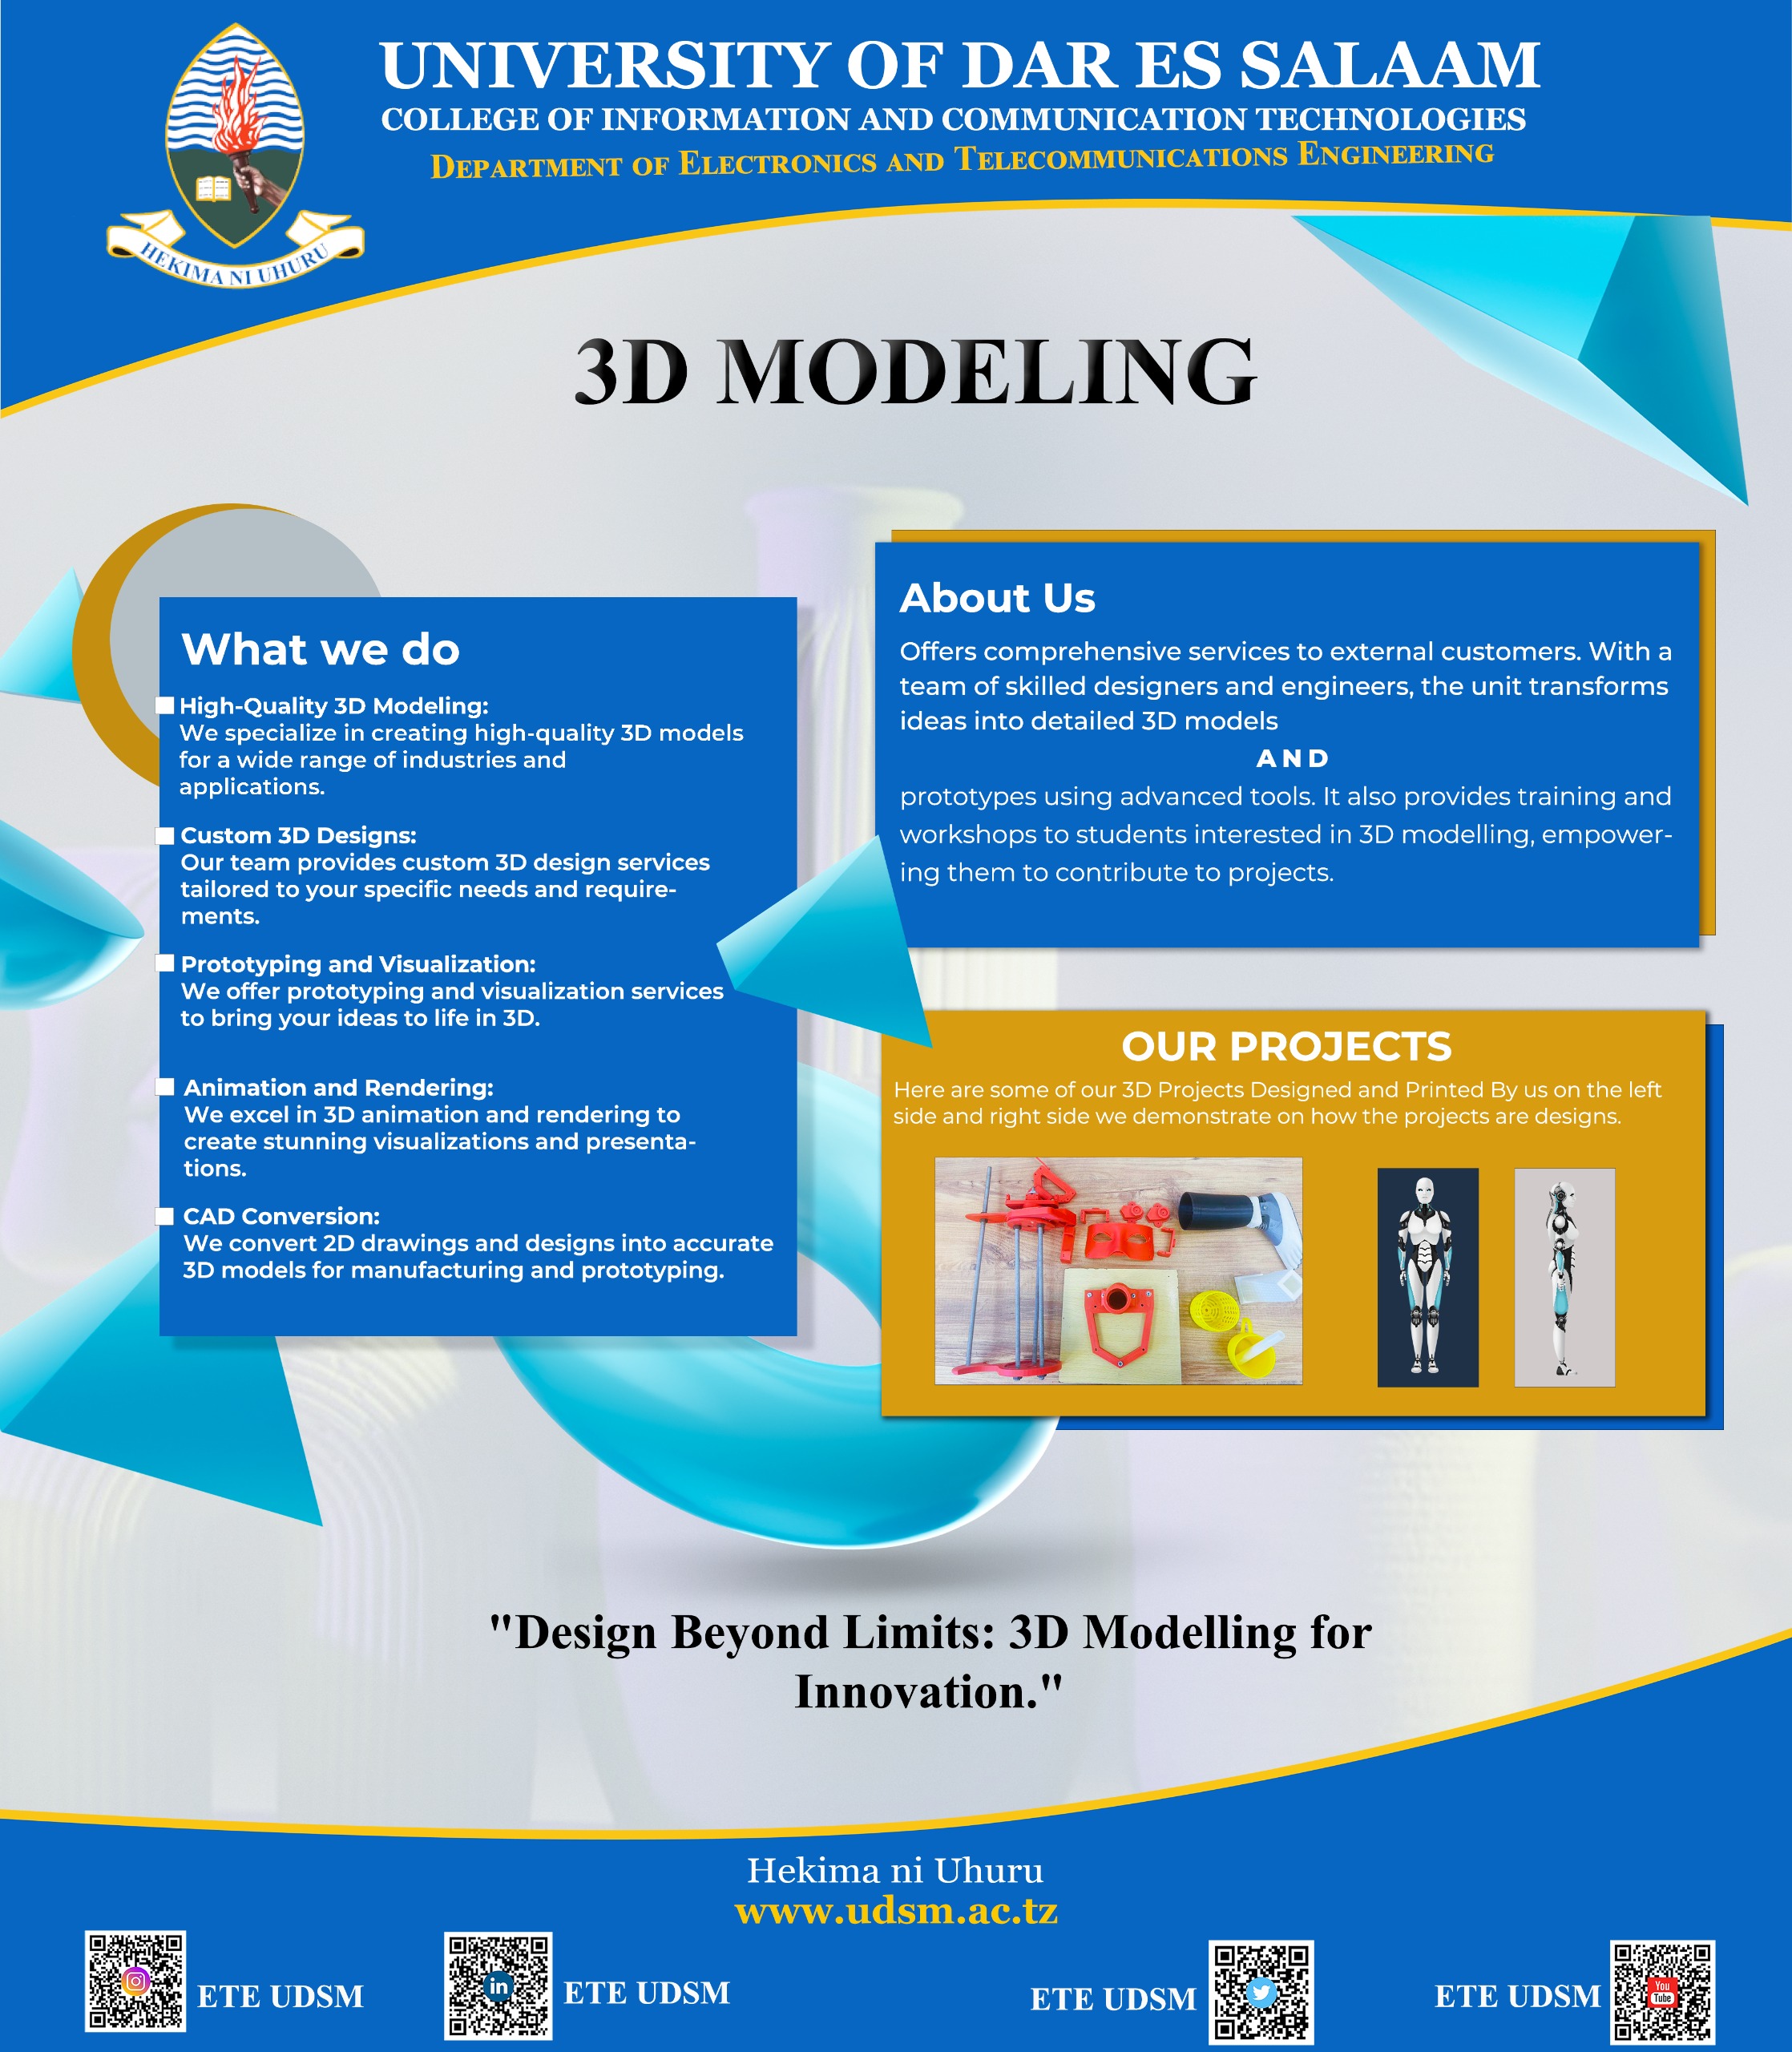 UNIVERSITY OF DAR ES SALAAM
COLLEGE OF INFORMATION AND COMMUNICATION TECHNOLOGIES
DEPARTMENT OF ELECTRONICS AND TELECOMMUNICATIONS ENGINEERING
HEKIMA NI UHURU
3D MODELING
What we do
High-Quality 3D Modeling:
We specialize in creating high-quality 3D models
for a wide range of industries and
applications.
Custom 3D Designs:
Our team provides custom 3D design services
tailored to your specific needs and require-
ments.
Prototyping and Visualization:
We offer prototyping and visualization services
to bring your ideas to life in 3D.
Animation and Rendering:
We excel in 3D animation and rendering to
create stunning visualizations and presenta-
tions.
CAD Conversion:
We convert 2D drawings and designs into accurate
3D models for manufacturing and prototyping.
About Us
Offers comprehensive services to external customers. With a
team of skilled designers and engineers, the unit transforms
ideas into detailed 3D models
AND
prototypes using advanced tools. It also provides training and
workshops to students interested in 3D modelling, empower-
ing them to contribute to projects.
OUR PROJECTS
Here are some of our 3D Projects Designed and Printed By us on the left
side and right side we demonstrate on how the projects are designs.
"Design Beyond Limits: 3D Modelling for
Innovation."
Hekima ni Uhuru
www.udsm.ac.tz
ETE UDSM
in
ETE UDSM
ETE UDSM
ETE UDSM
You
Tube